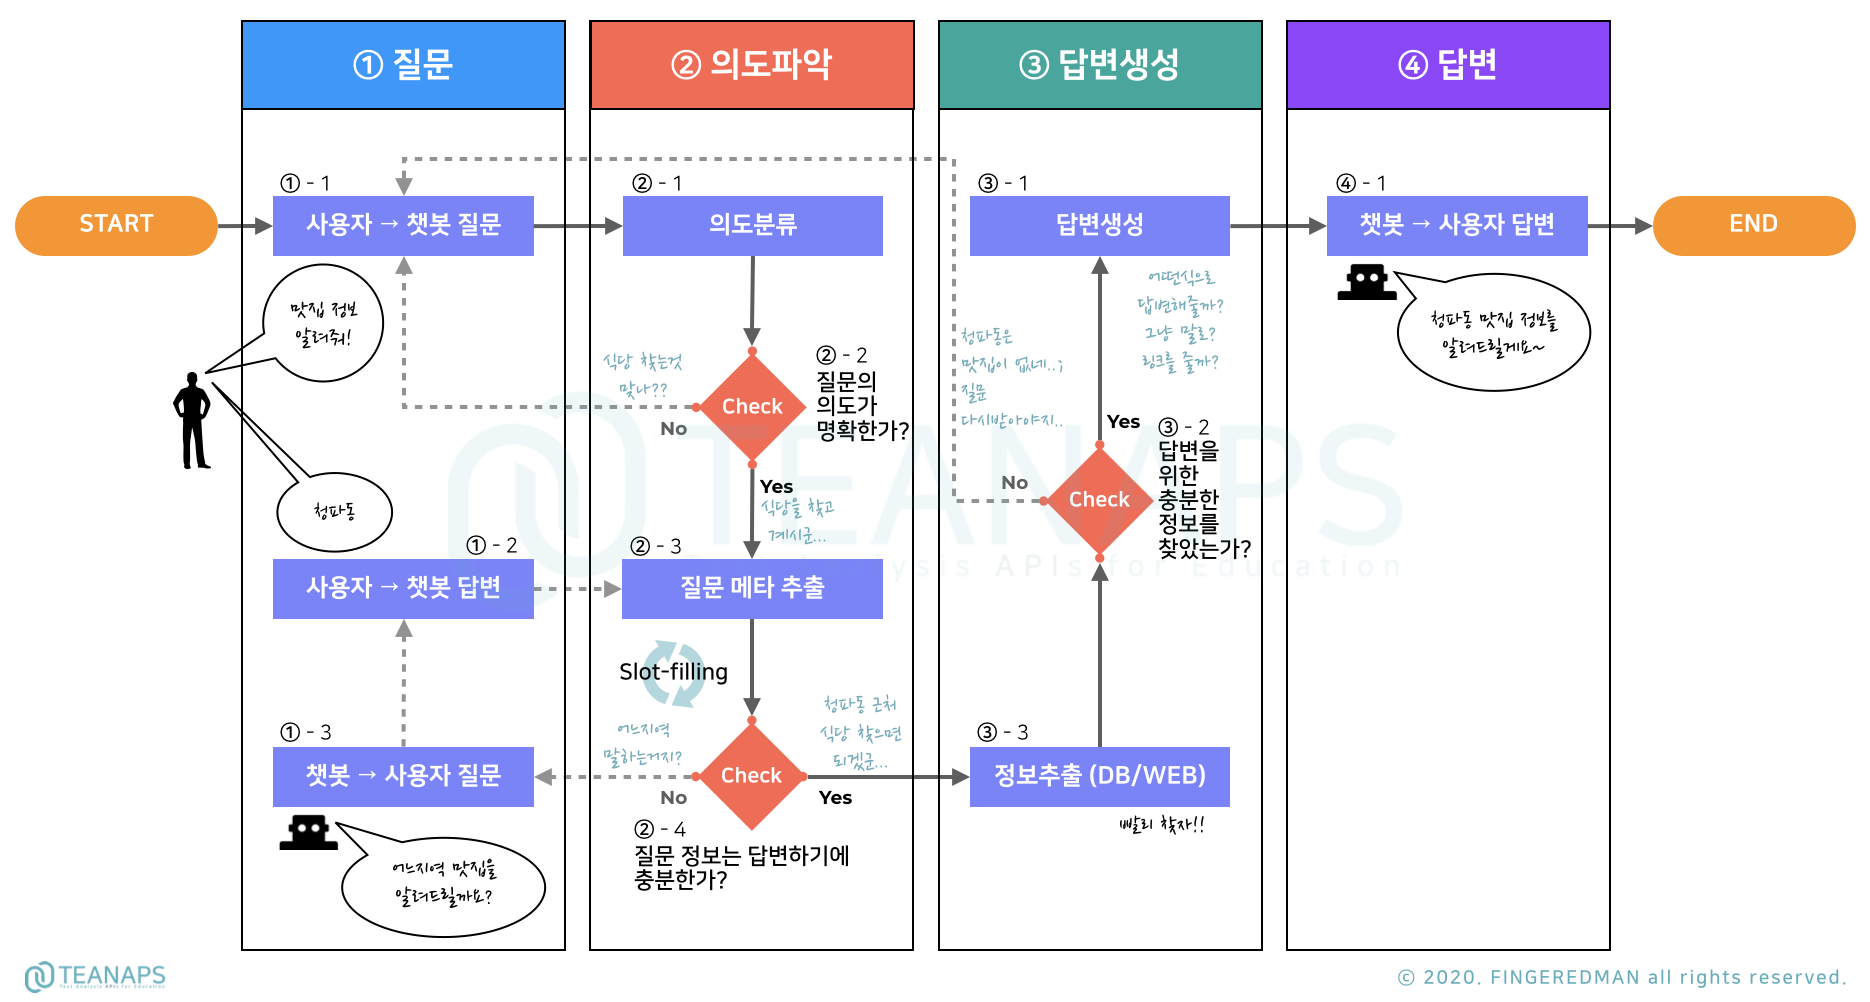 ① 질문
② 의도파악
③ 답변생성
④ 답변
START
① - 1
사용자 → 챗봇 질문
② - 1
의도분류
③ - 1
답변생성
④ - 1
챗봇 → 사용자 답변
END
맛집 정보
알려줘!
청파동
식당 찾는것
맞나??
No
Check
② - 2
질문의
의도가
명확한가?
Yes
식당을 찾고
계시군...
어떤식으로
답변해줄까?
그냥 말로?
링크를 줄까?
청파동은
맛집이 없네..;
질문
다시받아야지..
Yes
No
Check
③ - 2
답변을
위한
충분한
정보를
찾았는가?
청파동 맛집 정보를
알려드릴게요~
TEANAPS
Text Analysis APIs for Education
① - 2
사용자 → 챗봇 답변
② - 3
질문 메타 추출
Slot-filling
① - 3
챗봇 → 사용자 질문
어느지역
말하는거지?
No
Check
Yes
청파동 근처
식당 찾으면
되겠군...
② - 4
질문 정보는 답변하기에
충분한가?
③ - 3
정보추출 (DB/WEB)
빨리 찾자!!
어느지역 맛집을
알려드릴까요?
TEANAPS
Text Analysis APIs for Education
© 2020. FINGEREDMAN all rights reserved.